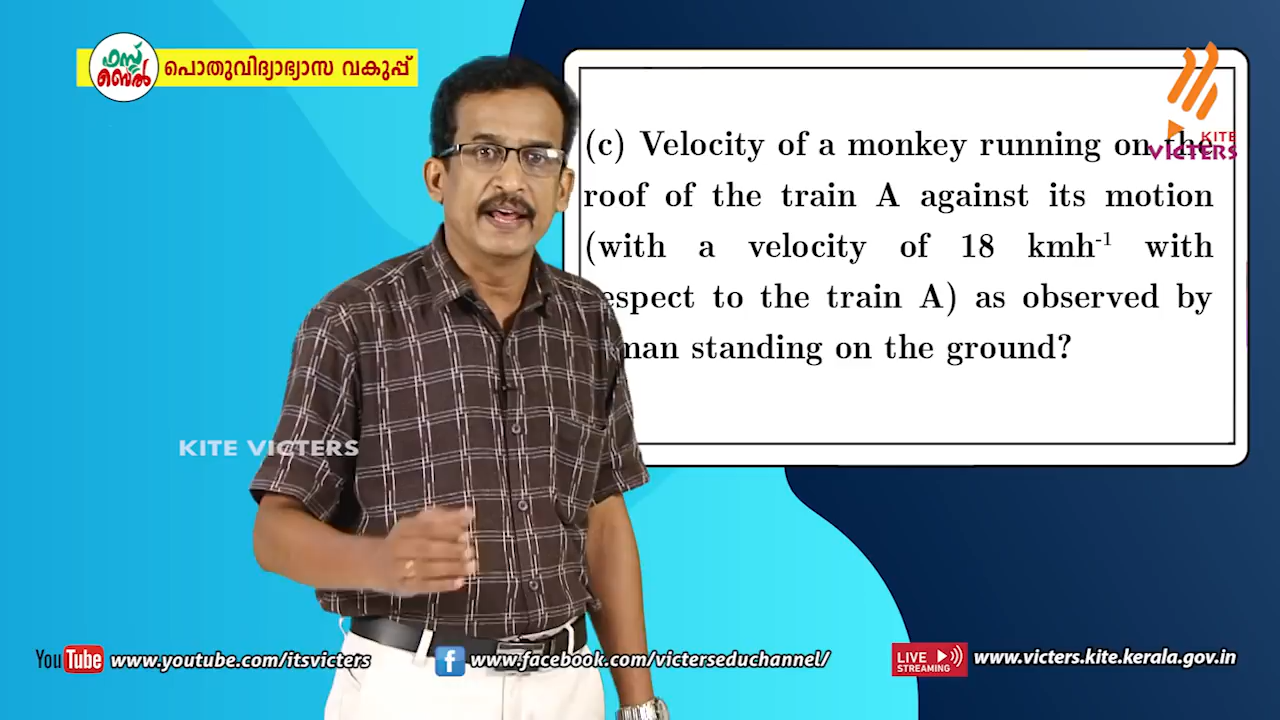 ഫസ്റ്റ്
ബെൽ
പൊതുവിദ്യാഭ്യാസ വകുപ്പ്
KITE
VICTERS
(c) Velocity of a monkey running on the
roof of the train A against its motion
(with a velocity of 18 kmh⁻¹ with
respect to the train A) as observed by
man standing on the ground?
KITE VICTERS
YouTube www.youtube.com/itsvicters
f www.facebook.com/victerseduchannel/
LIVE
STREAMING
www.victers.kite.kerala.gov.in